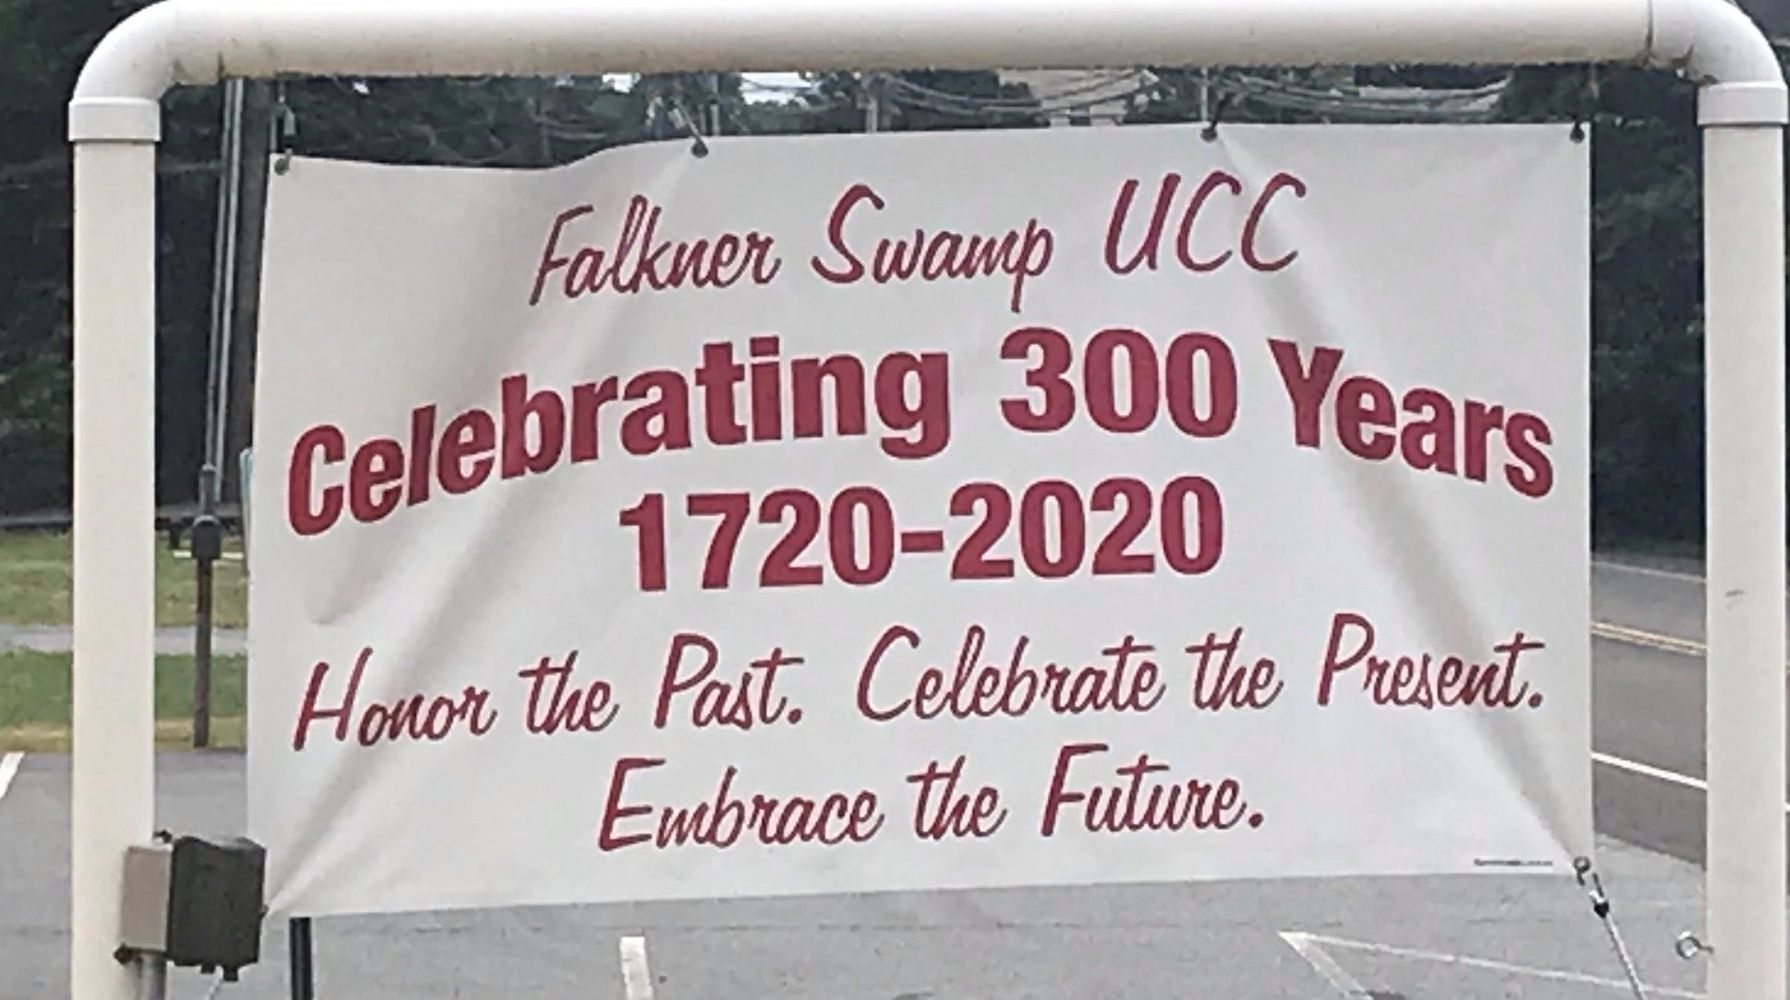 Falkner Swamp UCC
Celebrating 300 Years
1720-2020
Honor the Past. Celebrate the Present.
Embrace the Future.